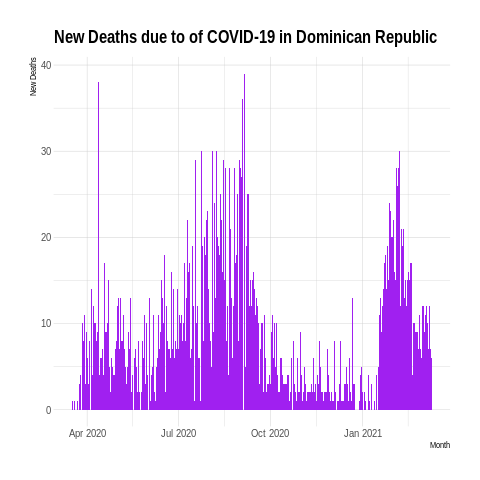 New Deaths due to of COVID-19 in Dominican Republic
New Deaths
40
30
20
10
0
Apr 2020
Jul 2020
Oct 2020
Jan 2021
Month